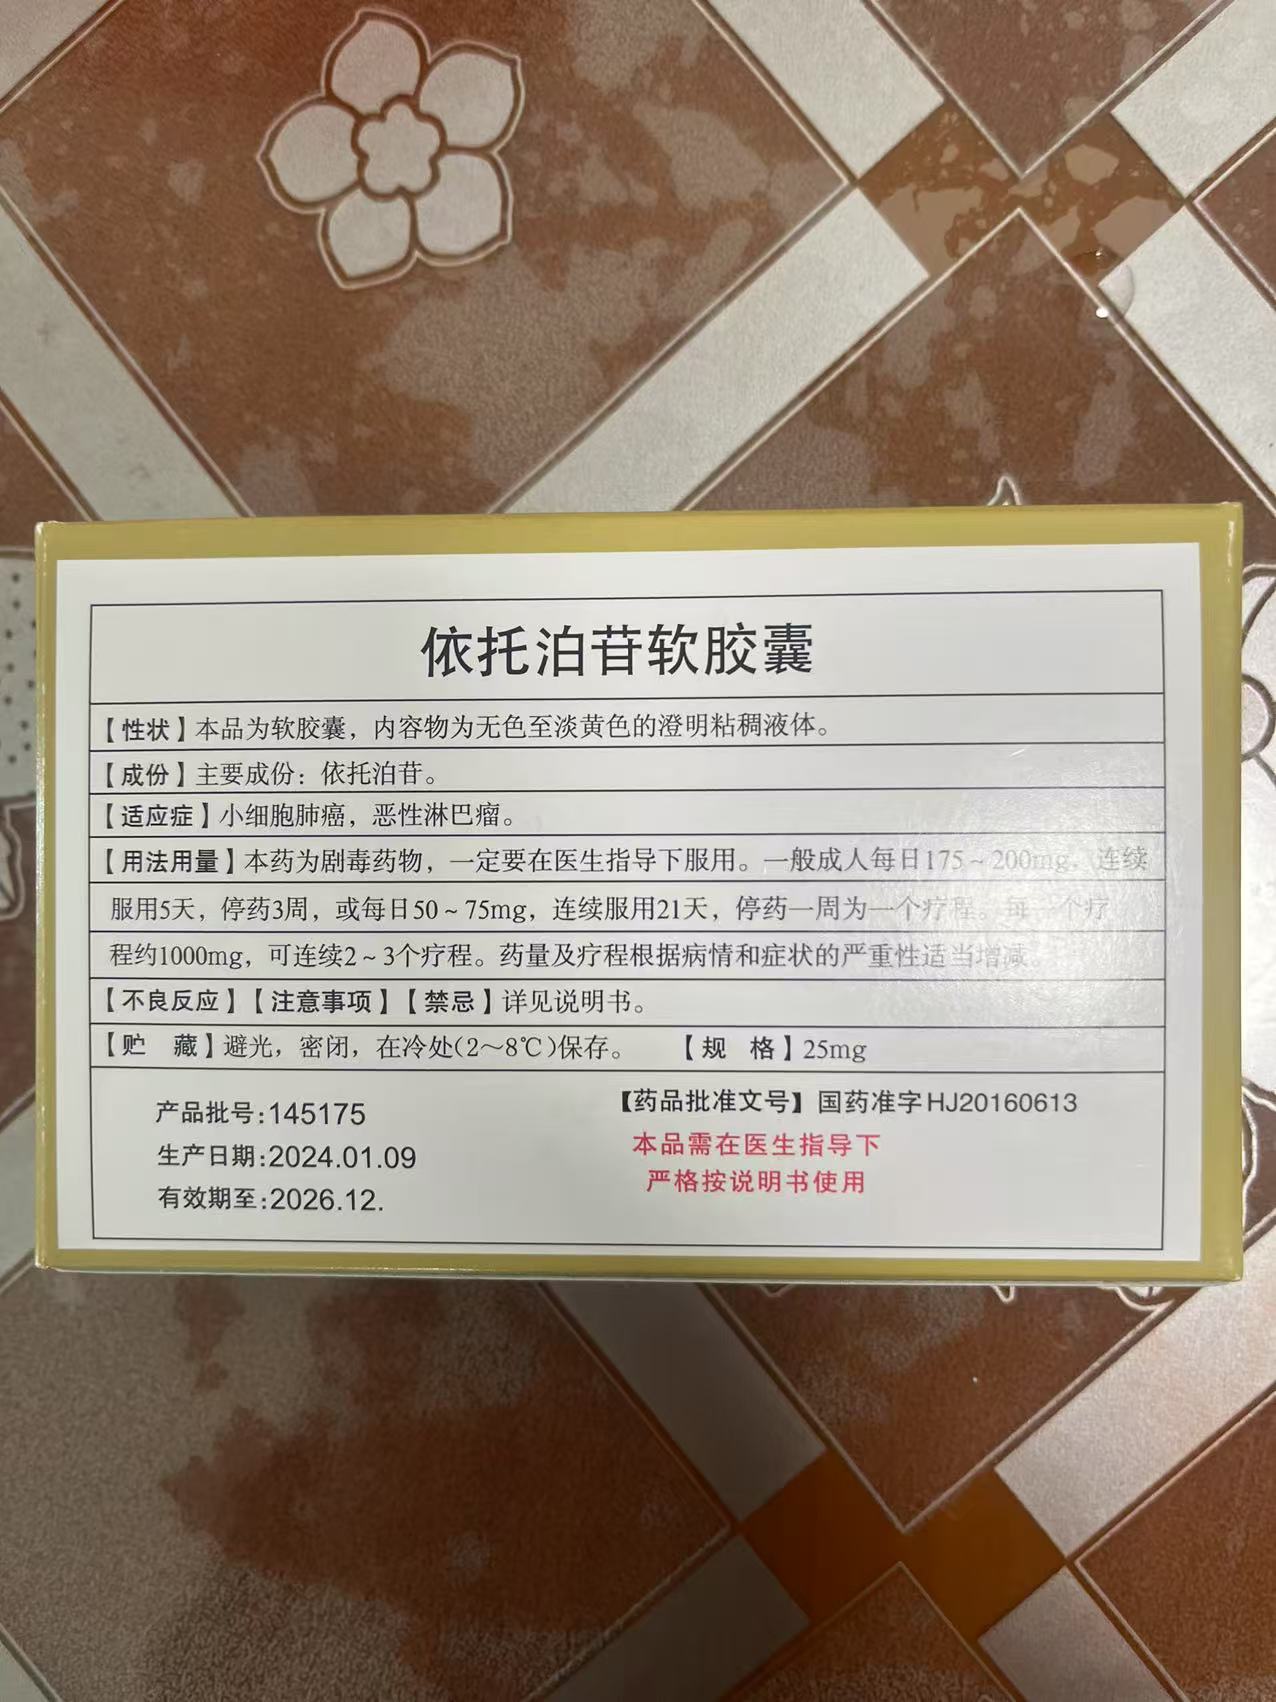 依托泊苷软胶囊
【性状】本品为软胶囊，内容物为无色至淡黄色的澄明粘稠液体。
【成份】主要成份：依托泊苷。
【适应症】小细胞肺癌，恶性淋巴瘤。
【用法用量】本药为剧毒药物，一定要在医生指导下服用。一般成人每日175～200mg，连续
服用5天，停药3周，或每日50～75mg，连续服用21天，停药一周为一个疗程。每一个疗
程约1000mg，可连续2～3个疗程。药量及疗程根据病情和症状的严重性适当增减。
【不良反应】【注意事项】【禁忌】详见说明书。
【贮　藏】避光，密闭，在冷处(2～8℃)保存。　　【规　格】25mg
产品批号:145175
生产日期:2024.01.09
有效期至:2026.12.
【药品批准文号】国药准字HJ20160613
本品需在医生指导下
严格按说明书使用